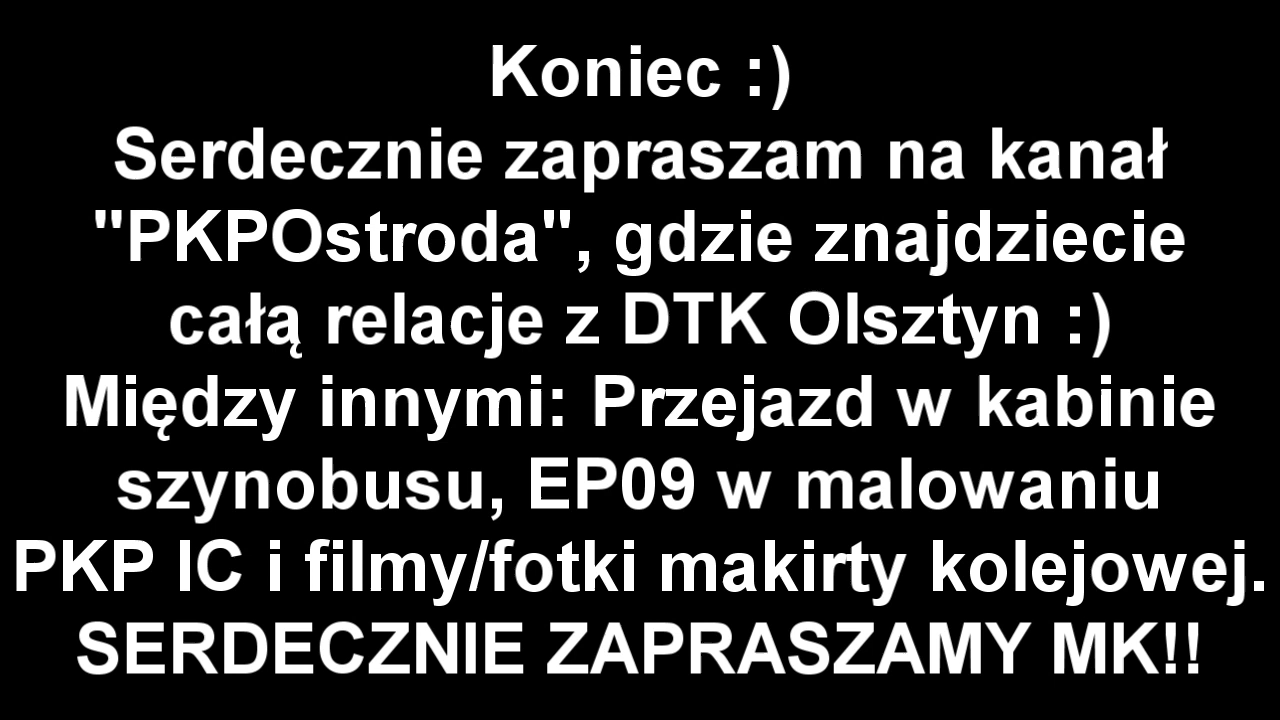 Koniec :)
Serdecznie zapraszam na kanał
"PKPOstroda", gdzie znajdziecie
całą relacje z DTK Olsztyn :)
Między innymi: Przejazd w kabinie
szynobusu, EP09 w malowaniu
PKP IC i filmy/fotki makirty kolejowej.
SERDECZNIE ZAPRASZAMY MK!!